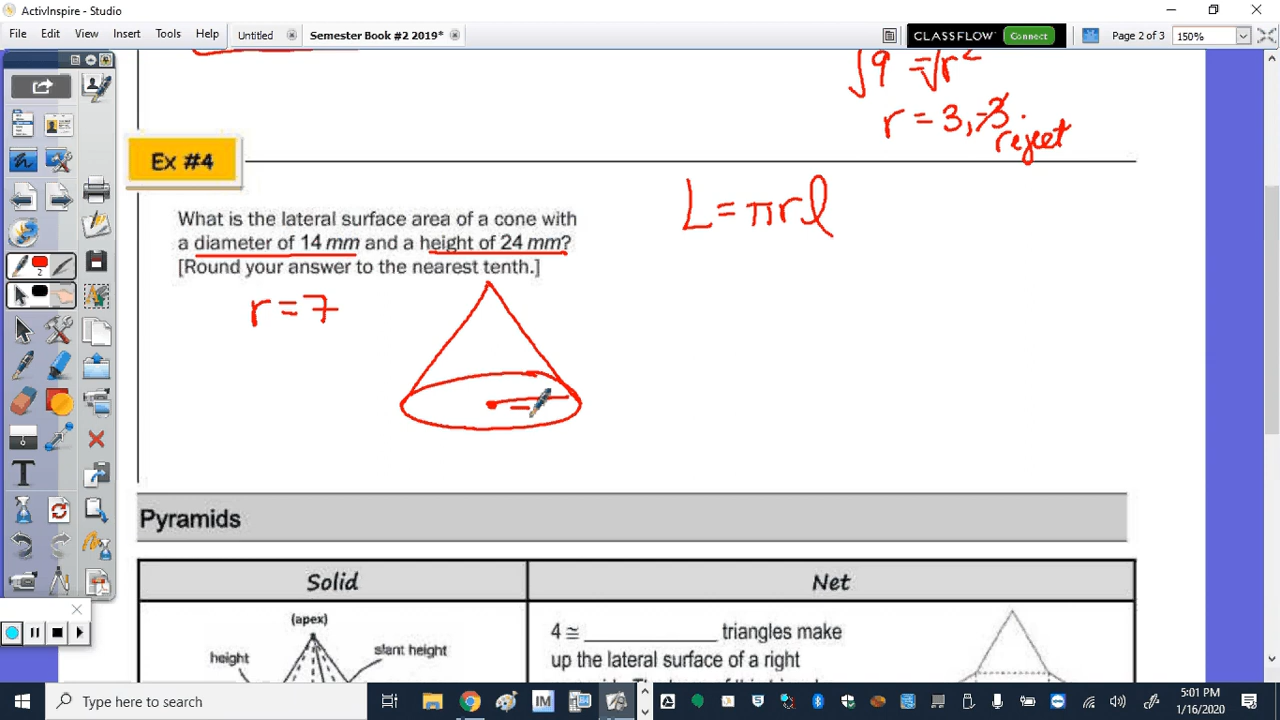 ActivInspire - Studio
File Edit View Insert Tools Help Untitled Semester Book #2 2019* CLASSFLOW Connect Page 2 of 3 150%
√9 = √r²
r = 3, -3.
reject
Ex #4
What is the lateral surface area of a cone with
a diameter of 14 mm and a height of 24 mm?
[Round your answer to the nearest tenth.]
L = πrl
r = 7
2
T
Pyramids
Solid Net
(apex)
height
slant height
4 ≅ ____________ triangles make
up the lateral surface of a right
Type here to search
IM
5:01 PM
1/16/2020